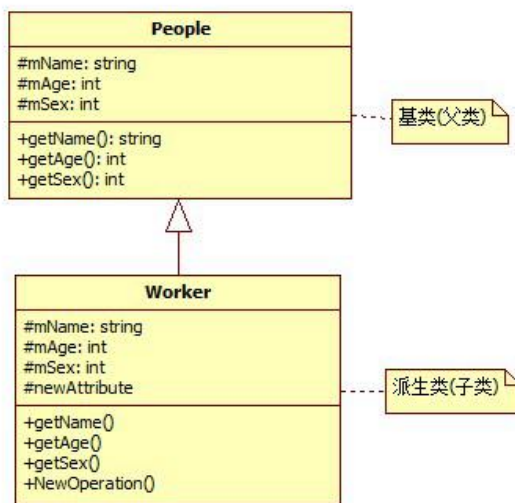 People
#mName: string
#mAge: int
#mSex: int
+getName(): string
+getAge(): int
+getSex(): int
基类(父类)
Worker
#mName: string
#mAge: int
#mSex: int
#newAttribute
+getName()
+getAge()
+getSex()
+NewOperation()
派生类(子类)